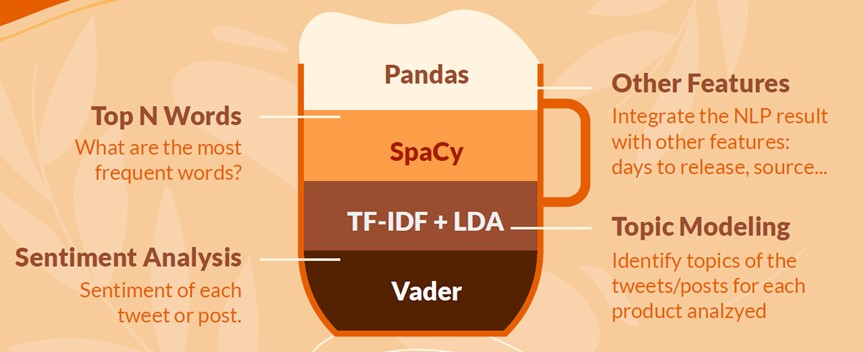 Pandas
Other Features
Integrate the NLP result
with other features:
days to release, source...
Top N Words
What are the most
frequent words?
SpaCy
TF-IDF + LDA
Topic Modeling
Identify topics of the
tweets/posts for each
product analzyed
Sentiment Analysis
Sentiment of each
tweet or post.
Vader